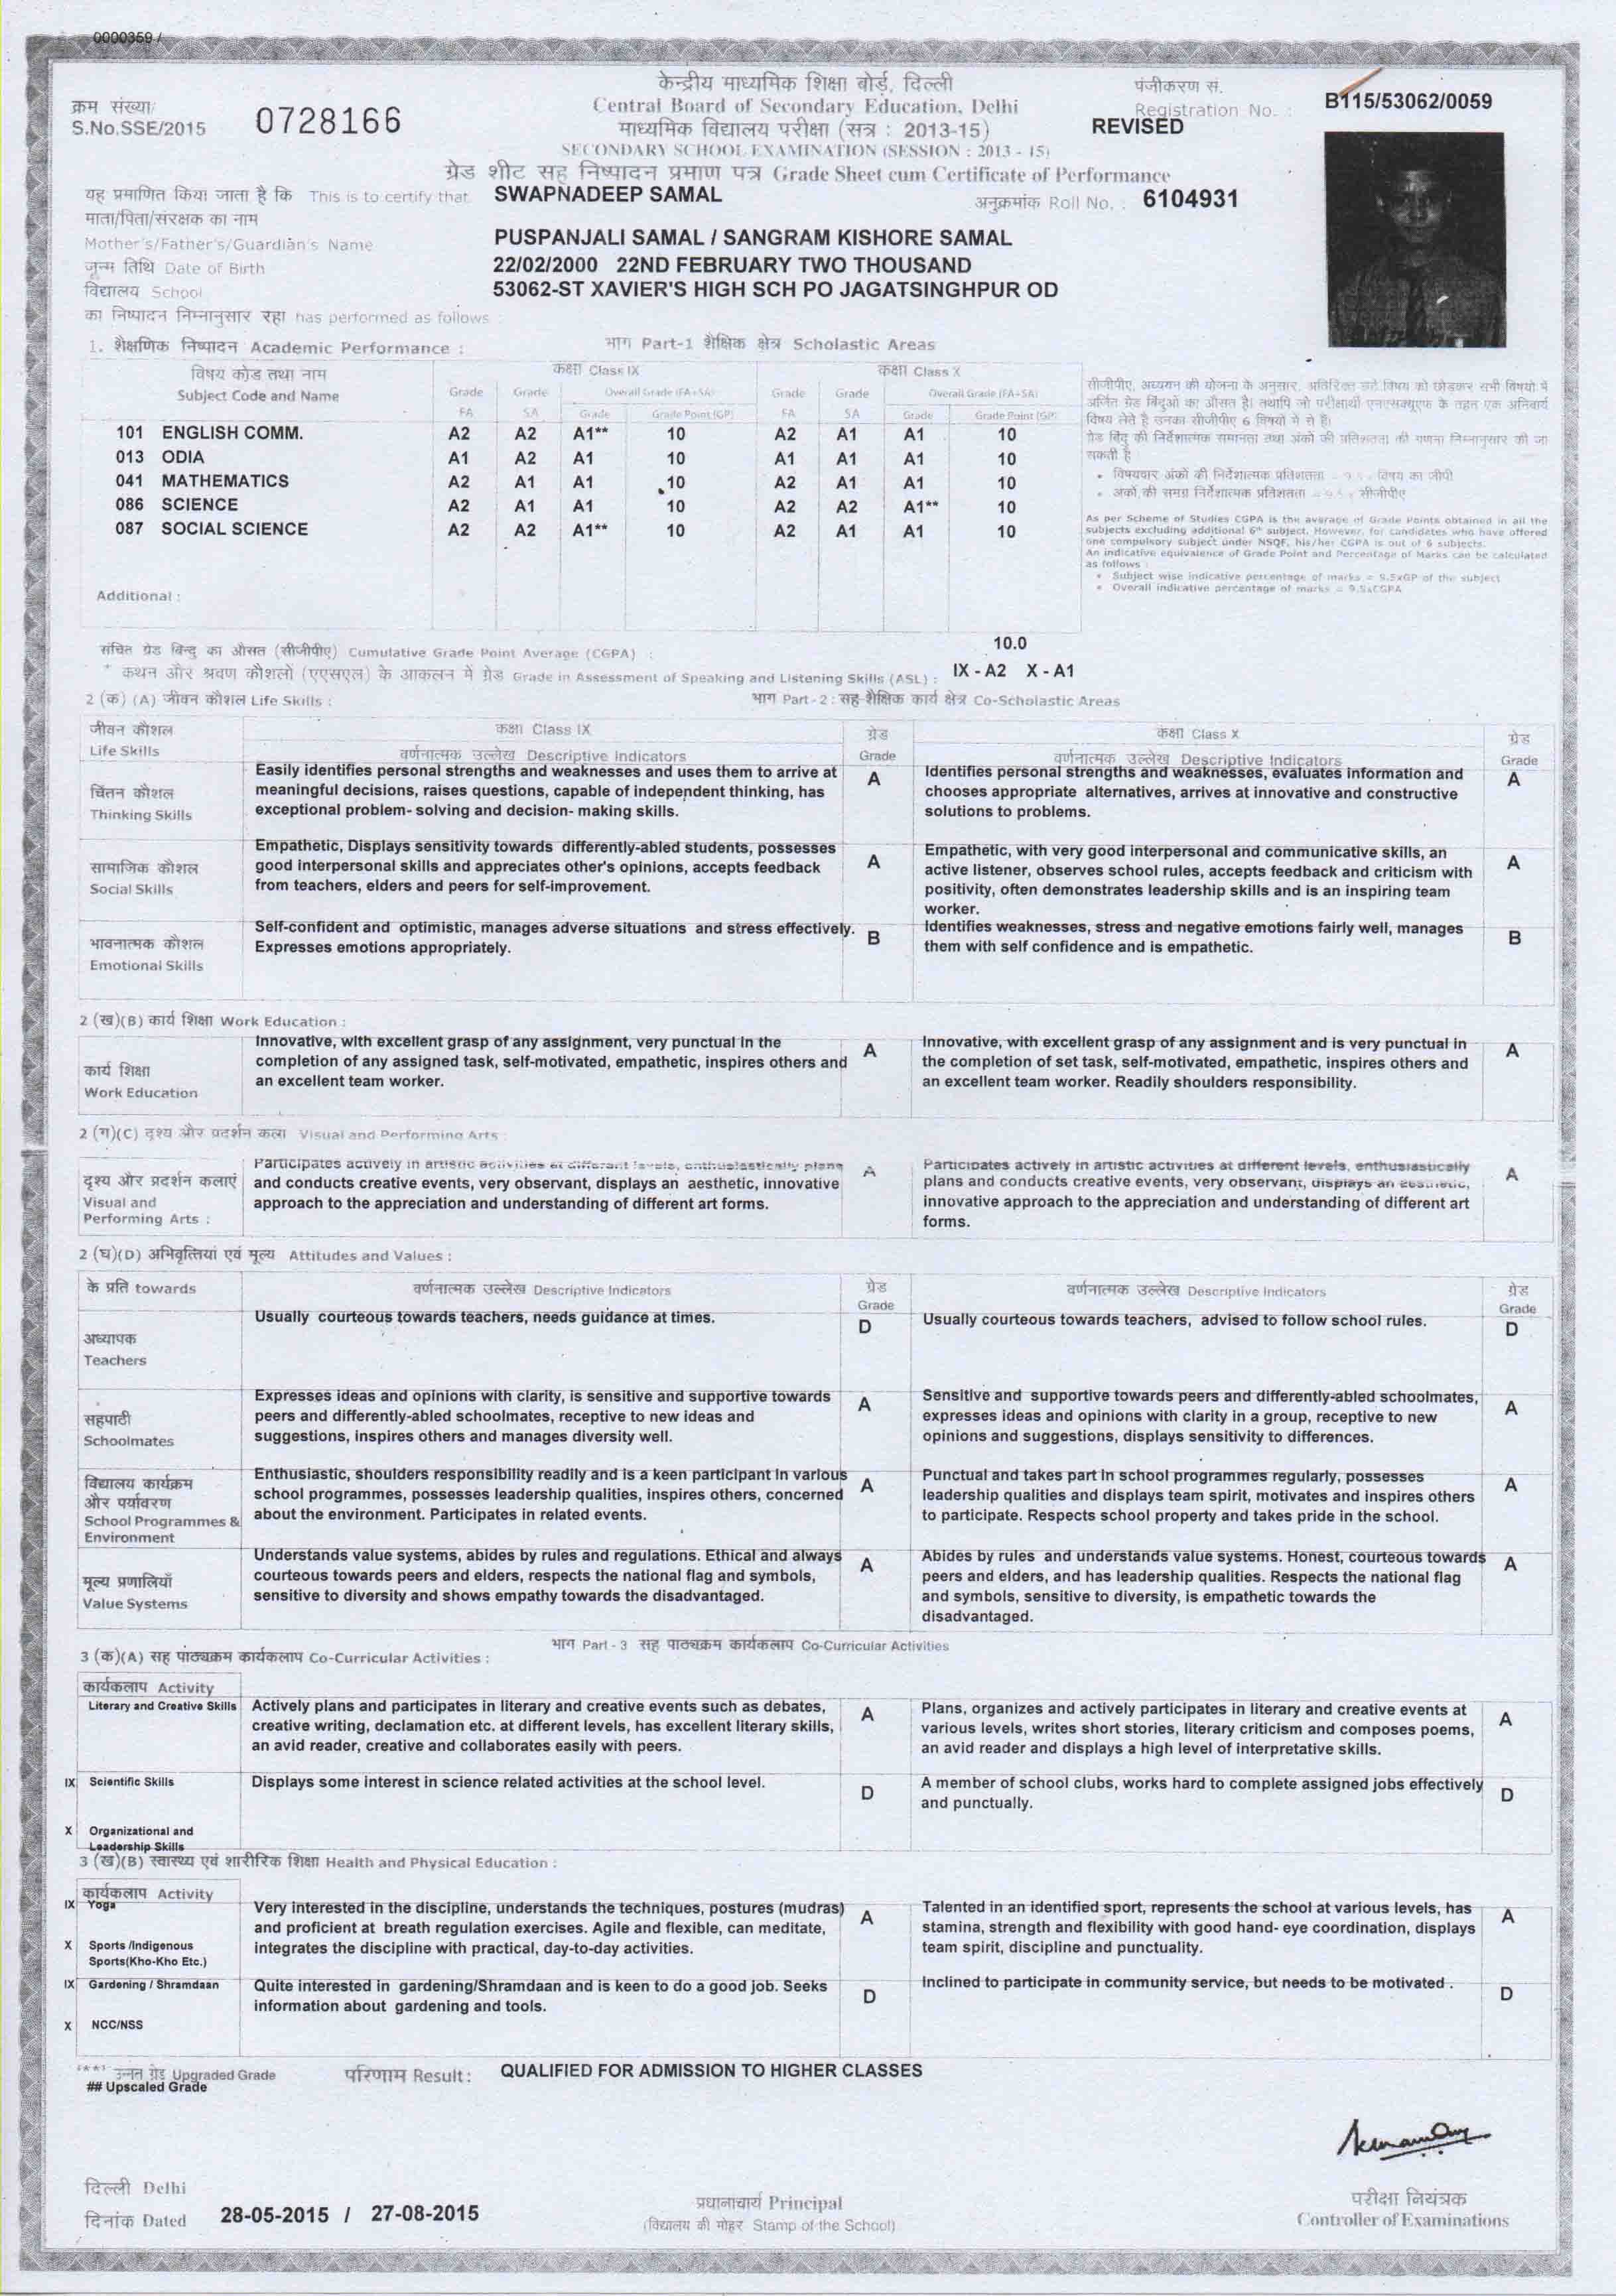 0000359 /
केन्द्रीय माध्यमिक शिक्षा बोर्ड, दिल्ली
Central Board of Secondary Education, Delhi
माध्यमिक विद्यालय परीक्षा (सत्र : 2013-15)
SECONDARY SCHOOL EXAMINATION (SESSION : 2013 - 15)
ग्रेड शीट सह निष्पादन प्रमाण पत्र Grade Sheet cum Certificate of Performance
क्रम संख्या
S.No.SSE/2015 0728166
पंजीकरण सं.
Registration No. : B115/53062/0059
REVISED
यह प्रमाणित किया जाता है कि This is to certify that SWAPNADEEP SAMAL
अनुक्रमांक Roll No. : 6104931
माता/पिता/संरक्षक का नाम
Mother's/Father's/Guardian's Name PUSPANJALI SAMAL / SANGRAM KISHORE SAMAL
जन्म तिथि Date of Birth 22/02/2000 22ND FEBRUARY TWO THOUSAND
विद्यालय School 53062-ST XAVIER'S HIGH SCH PO JAGATSINGHPUR OD
का निष्पादन निम्नानुसार रहा has performed as follows
1. शैक्षणिक निष्पादन Academic Performance : भाग Part-1 शैक्षिक क्षेत्र Scholastic Areas
विषय कोड तथा नाम कक्षा Class IX कक्षा Class X
Subject Code and Name Grade Grade Overall Grade (FA+SA) Grade Grade Overall Grade (FA+SA)
FA SA Grade Grade Point (GP) FA SA Grade Grade Point (GP)
101 ENGLISH COMM. A2 A2 A1** 10 A2 A1 A1 10
013 ODIA A1 A2 A1 10 A1 A1 A1 10
041 MATHEMATICS A2 A1 A1 10 A2 A1 A1 10
086 SCIENCE A2 A1 A1 10 A2 A2 A1** 10
087 SOCIAL SCIENCE A2 A2 A1** 10 A2 A1 A1 10
Additional :
As per Scheme of Studies CGPA is the average of Grade Points obtained in all the
subjects excluding additional 6th subject. However, for candidates who have offered
one compulsory subject under NSQF, his/her CGPA is out of 6 subjects.
An indicative equivalence of Grade Point and Percentage of Marks can be calculated
as follows :
• Subject wise indicative percentage of marks = 9.5xGP of the subject
• Overall indicative percentage of marks = 9.5xCGPA
संचित ग्रेड बिन्दु का औसत (सीजीपीए) Cumulative Grade Point Average (CGPA) : 10.0
* कथन और श्रवण कौशलों (एएसएल) के आकलन में ग्रेड Grade in Assessment of Speaking and Listening Skills (ASL) : IX - A2 X - A1
2 (क) (A) जीवन कौशल Life Skills : भाग Part - 2 : सह-शैक्षिक कार्य क्षेत्र Co-Scholastic Areas
जीवन कौशल कक्षा Class IX ग्रेड कक्षा Class X ग्रेड
Life Skills वर्णनात्मक उल्लेख Descriptive Indicators Grade वर्णनात्मक उल्लेख Descriptive Indicators Grade
चिंतन कौशल
Thinking Skills
Easily identifies personal strengths and weaknesses and uses them to arrive at
meaningful decisions, raises questions, capable of independent thinking, has
exceptional problem- solving and decision- making skills.
A
Identifies personal strengths and weaknesses, evaluates information and
chooses appropriate alternatives, arrives at innovative and constructive
solutions to problems.
A
सामाजिक कौशल
Social Skills
Empathetic, Displays sensitivity towards differently-abled students, possesses
good interpersonal skills and appreciates other's opinions, accepts feedback
from teachers, elders and peers for self-improvement.
A
Empathetic, with very good interpersonal and communicative skills, an
active listener, observes school rules, accepts feedback and criticism with
positivity, often demonstrates leadership skills and is an inspiring team
worker.
A
भावनात्मक कौशल
Emotional Skills
Self-confident and optimistic, manages adverse situations and stress effectively.
Expresses emotions appropriately.
B
Identifies weaknesses, stress and negative emotions fairly well, manages
them with self confidence and is empathetic.
B
2 (ख)(B) कार्य शिक्षा Work Education :
कार्य शिक्षा
Work Education
Innovative, with excellent grasp of any assignment, very punctual in the
completion of any assigned task, self-motivated, empathetic, inspires others and
an excellent team worker.
A
Innovative, with excellent grasp of any assignment and is very punctual in
the completion of set task, self-motivated, empathetic, inspires others and
an excellent team worker. Readily shoulders responsibility.
A
2 (ग)(C) दृश्य और प्रदर्शन कला Visual and Performing Arts :
दृश्य और प्रदर्शन कलाएं
Visual and
Performing Arts :
Participates actively in artistic activities at different levels, enthusiastically plans
and conducts creative events, very observant, displays an aesthetic, innovative
approach to the appreciation and understanding of different art forms.
A
Participates actively in artistic activities at different levels, enthusiastically
plans and conducts creative events, very observant, displays an aesthetic,
innovative approach to the appreciation and understanding of different art
forms.
A
2 (घ)(D) अभिवृत्तियां एवं मूल्य Attitudes and Values :
के प्रति towards वर्णनात्मक उल्लेख Descriptive Indicators ग्रेड वर्णनात्मक उल्लेख Descriptive Indicators ग्रेड
Grade Grade
अध्यापक
Teachers
Usually courteous towards teachers, needs guidance at times.
D
Usually courteous towards teachers, advised to follow school rules.
D
सहपाठी
Schoolmates
Expresses ideas and opinions with clarity, is sensitive and supportive towards
peers and differently-abled schoolmates, receptive to new ideas and
suggestions, inspires others and manages diversity well.
A
Sensitive and supportive towards peers and differently-abled schoolmates,
expresses ideas and opinions with clarity in a group, receptive to new
opinions and suggestions, displays sensitivity to differences.
A
विद्यालय कार्यक्रम
और पर्यावरण
School Programmes &
Environment
Enthusiastic, shoulders responsibility readily and is a keen participant in various
school programmes, possesses leadership qualities, inspires others, concerned
about the environment. Participates in related events.
A
Punctual and takes part in school programmes regularly, possesses
leadership qualities and displays team spirit, motivates and inspires others
to participate. Respects school property and takes pride in the school.
A
मूल्य प्रणालियाँ
Value Systems
Understands value systems, abides by rules and regulations. Ethical and always
courteous towards peers and elders, respects the national flag and symbols,
sensitive to diversity and shows empathy towards the disadvantaged.
A
Abides by rules and understands value systems. Honest, courteous towards
peers and elders, and has leadership qualities. Respects the national flag
and symbols, sensitive to diversity, is empathetic towards the
disadvantaged.
A
भाग Part - 3 सह पाठ्यक्रम कार्यकलाप Co-Curricular Activities
3 (क)(A) सह पाठ्यक्रम कार्यकलाप Co-Curricular Activities :
कार्यकलाप Activity
Literary and Creative Skills
Actively plans and participates in literary and creative events such as debates,
creative writing, declamation etc. at different levels, has excellent literary skills,
an avid reader, creative and collaborates easily with peers.
A
Plans, organizes and actively participates in literary and creative events at
various levels, writes short stories, literary criticism and composes poems,
an avid reader and displays a high level of interpretative skills.
A
IX Scientific Skills
Displays some interest in science related activities at the school level.
D
A member of school clubs, works hard to complete assigned jobs effectively
and punctually.
D
X Organizational and
Leadership Skills
3 (ख)(B) स्वास्थ्य एवं शारीरिक शिक्षा Health and Physical Education :
कार्यकलाप Activity
IX Yoga
Very interested in the discipline, understands the techniques, postures (mudras)
and proficient at breath regulation exercises. Agile and flexible, can meditate,
integrates the discipline with practical, day-to-day activities.
A
Talented in an identified sport, represents the school at various levels, has
stamina, strength and flexibility with good hand- eye coordination, displays
team spirit, discipline and punctuality.
A
X Sports /Indigenous
Sports(Kho-Kho Etc.)
IX Gardening / Shramdaan
Quite interested in gardening/Shramdaan and is keen to do a good job. Seeks
information about gardening and tools.
D
Inclined to participate in community service, but needs to be motivated .
D
X NCC/NSS
'**' उन्नत ग्रेड Upgraded Grade
## Upscaled Grade
परिणाम Result : QUALIFIED FOR ADMISSION TO HIGHER CLASSES
दिल्ली Delhi
दिनांक Dated 28-05-2015 / 27-08-2015
प्रधानाचार्य Principal
(विद्यालय की मोहर Stamp of the School)
परीक्षा नियंत्रक
Controller of Examinations